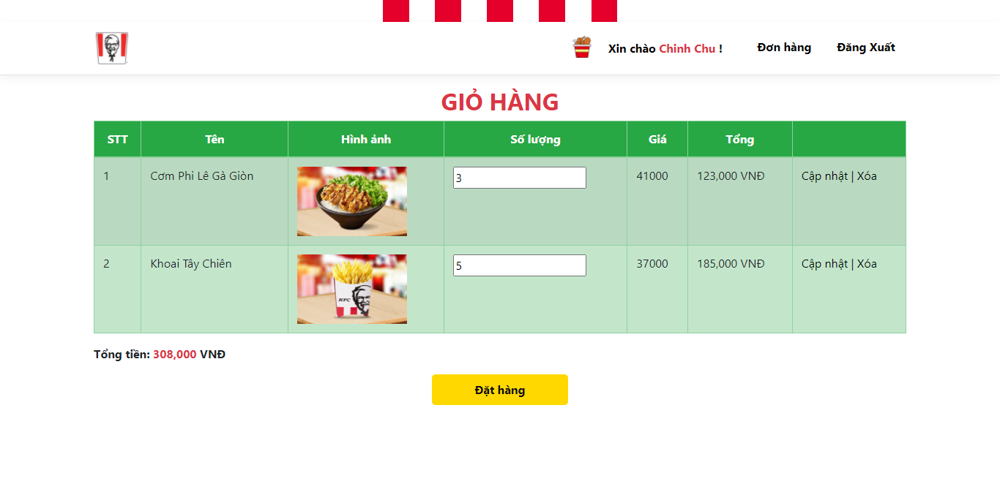 Xin chào Chinh Chu ! Đơn hàng Đăng Xuất
GIỎ HÀNG
STT Tên Hình ảnh Số lượng Giá Tổng
1 Cơm Phi Lê Gà Giòn 3 41000 123,000 VNĐ Cập nhật | Xóa
2 Khoai Tây Chiên 5 37000 185,000 VNĐ Cập nhật | Xóa
KFC
Tổng tiền: 308,000 VNĐ
Đặt hàng